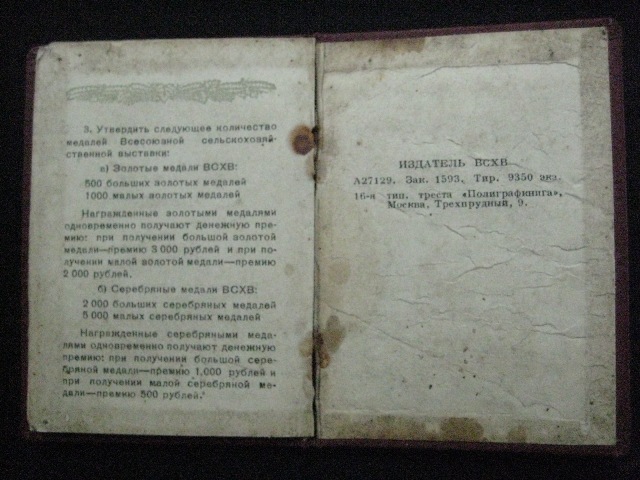 3. Утвердить следующее количество
медалей Всесоюзной сельскохозяй-
ственной выставки:
а) Золотые медали ВСХВ:
500 больших золотых медалей
1000 малых золотых медалей
Награжденные золотыми медалями
одновременно получают денежную пре-
мию: при получении большой золотой
медали—премию 3 000 рублей и при по-
лучении малой золотой медали—премию
2 000 рублей.
б) Серебряные медали ВСХВ:
2 000 больших серебряных медалей
5 000 малых серебряных медалей
Награжденные серебряными меда-
лями одновременно получают денежную
премию: при получении большой сере-
бряной медали—премию 1,000 рублей и
при получении малой серебряной ме-
дали—премию 500 рублей."
ИЗДАТЕЛЬ ВСХВ
А27129. Зак. 1593. Тир. 9350 экз.
16-я тип. треста «Полиграфкнига»,
Москва, Трехпрудный, 9.